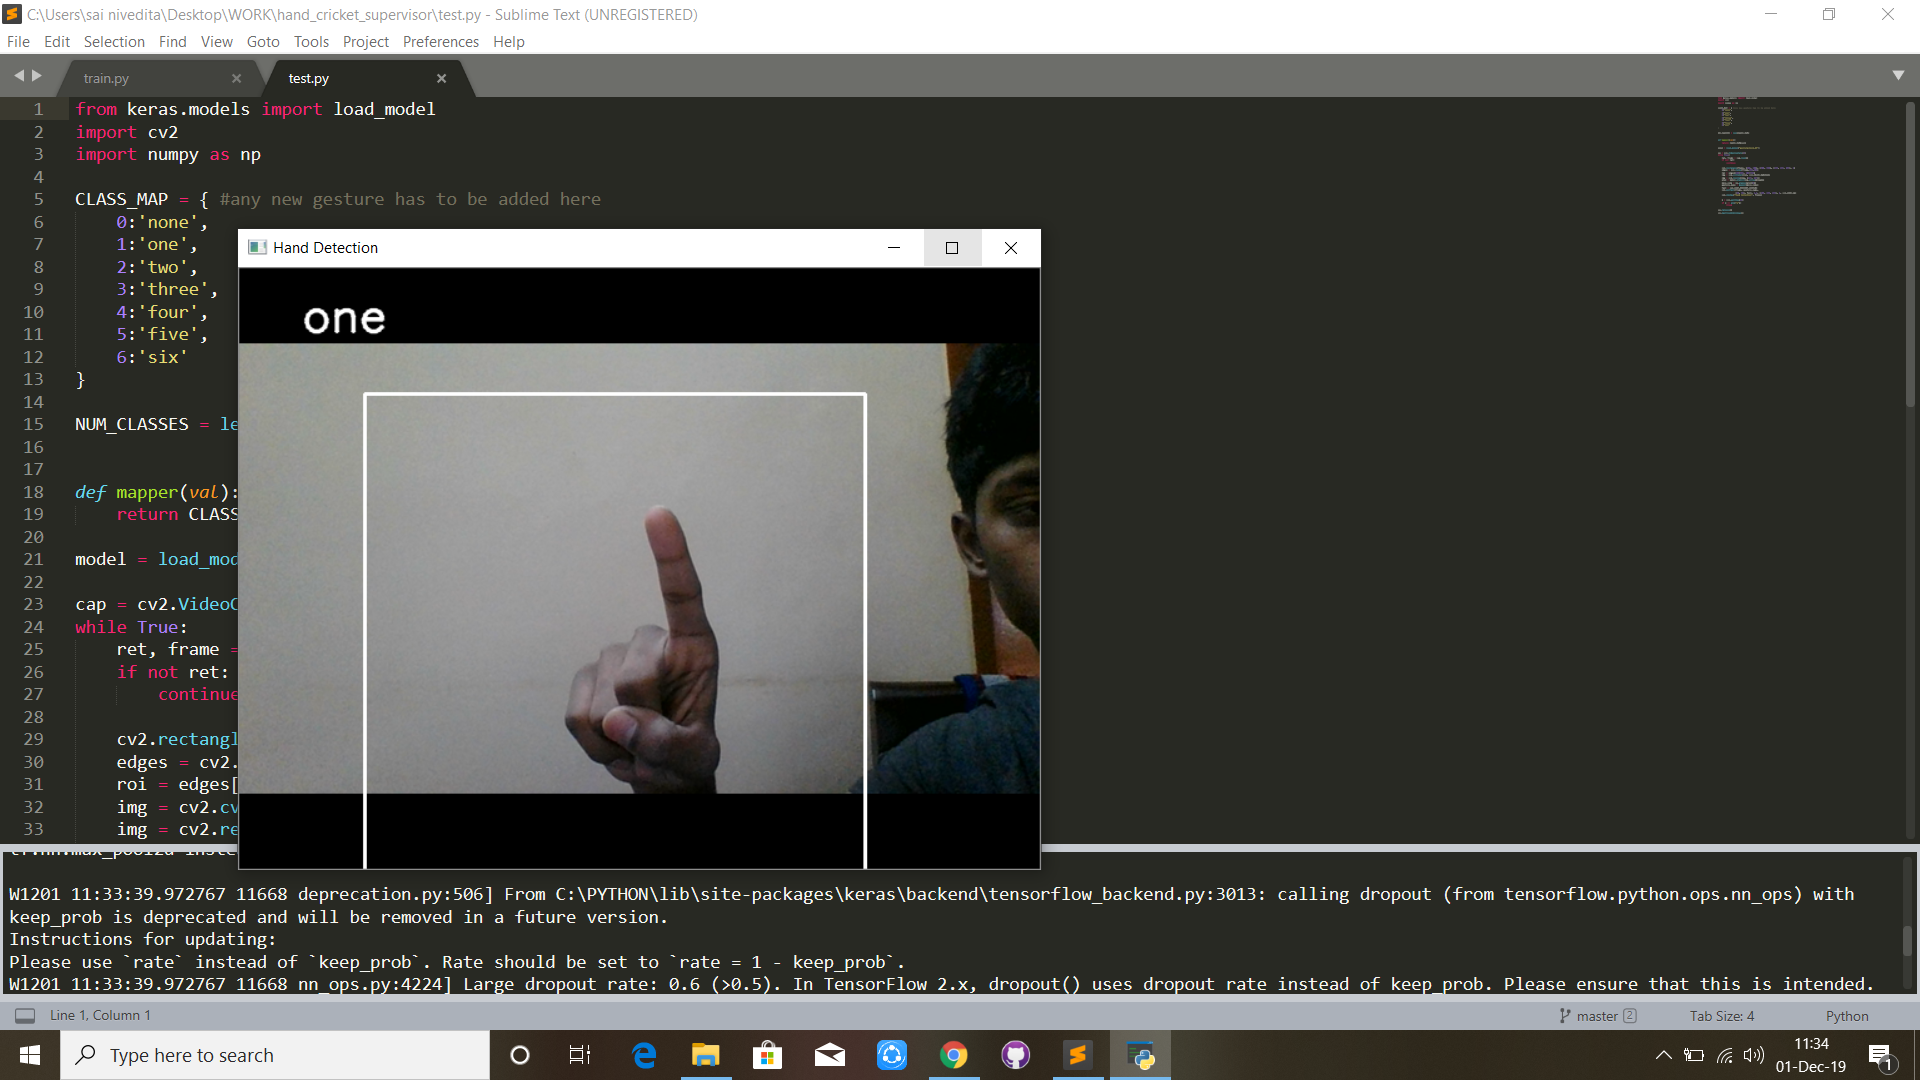 C:\Users\sai nivedita\Desktop\WORK\hand_cricket_supervisor\test.py - Sublime Text (UNREGISTERED)
File Edit Selection Find View Goto Tools Project Preferences Help
train.py test.py
1 from keras.models import load_model
2 import cv2
3 import numpy as np
4
5 CLASS_MAP = { #any new gesture has to be added here
6 0:'none',
7 1:'one',
8 2:'two',
9 3:'three',
10 4:'four',
11 5:'five',
12 6:'six'
13 }
14
15 NUM_CLASSES = le
16
17
18 def mapper(val):
19 return CLASS
20
21 model = load_mod
22
23 cap = cv2.VideoC
24 while True:
25 ret, frame =
26 if not ret:
27 continue
28
29 cv2.rectangl
30 edges = cv2.
31 roi = edges[
32 img = cv2.cv
33 img = cv2.re
Hand Detection
one
W1201 11:33:39.972767 11668 deprecation.py:506] From C:\PYTHON\lib\site-packages\keras\backend\tensorflow_backend.py:3013: calling dropout (from tensorflow.python.ops.nn_ops) with
keep_prob is deprecated and will be removed in a future version.
Instructions for updating:
Please use `rate` instead of `keep_prob`. Rate should be set to `rate = 1 - keep_prob`.
W1201 11:33:39.972767 11668 nn_ops.py:4224] Large dropout rate: 0.6 (>0.5). In TensorFlow 2.x, dropout() uses dropout rate instead of keep_prob. Please ensure that this is intended.
Line 1, Column 1 master 2 Tab Size: 4 Python
Type here to search
11:34
01-Dec-19
1